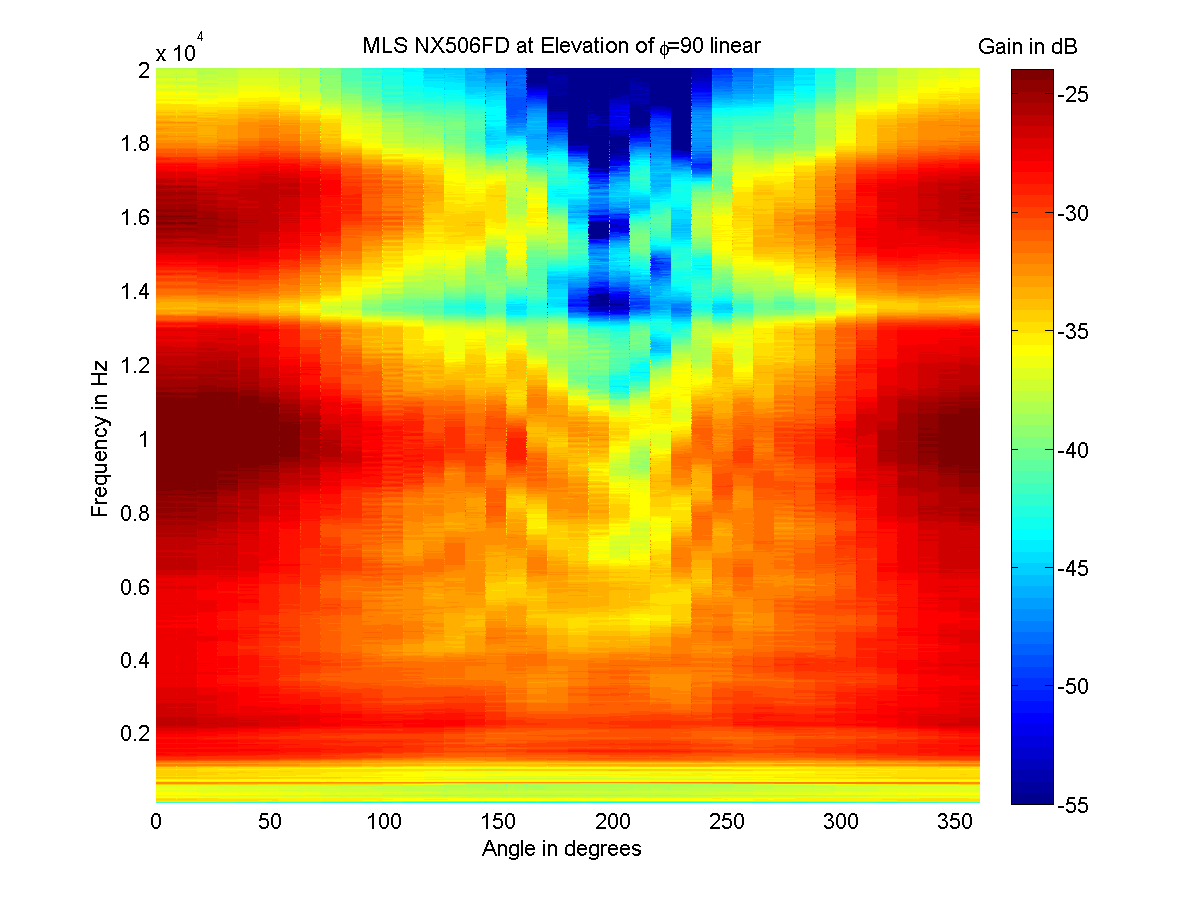 MLS NX506FD at Elevation of ϕ=90 linear
Gain in dB
x 10^4
2
1.8
1.6
1.4
1.2
1
0.8
0.6
0.4
0.2
Frequency in Hz
0 50 100 150 200 250 300 350
Angle in degrees
-25
-30
-35
-40
-45
-50
-55